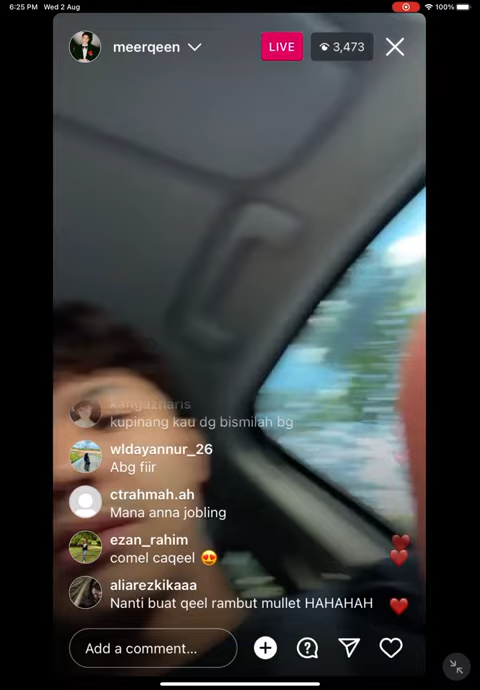 6:25 PM Wed 2 Aug
100%
meerqeen
LIVE
3,473
kangazharis
kupinang kau dg bismilah bg
wldayannur_26
Abg fiir
ctrahmah.ah
Mana anna jobling
ezan_rahim
comel caqeel 😍
aliarezkikaaa
Nanti buat qeel rambut mullet HAHAHAH
Add a comment...